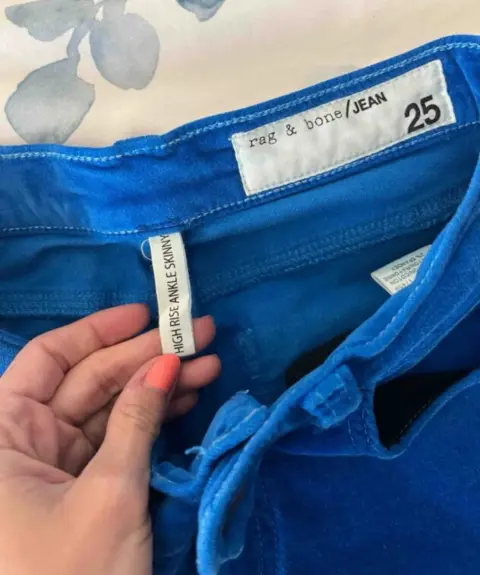 rag & bone/JEAN
25
HIGH RISE ANKLE SKINNY